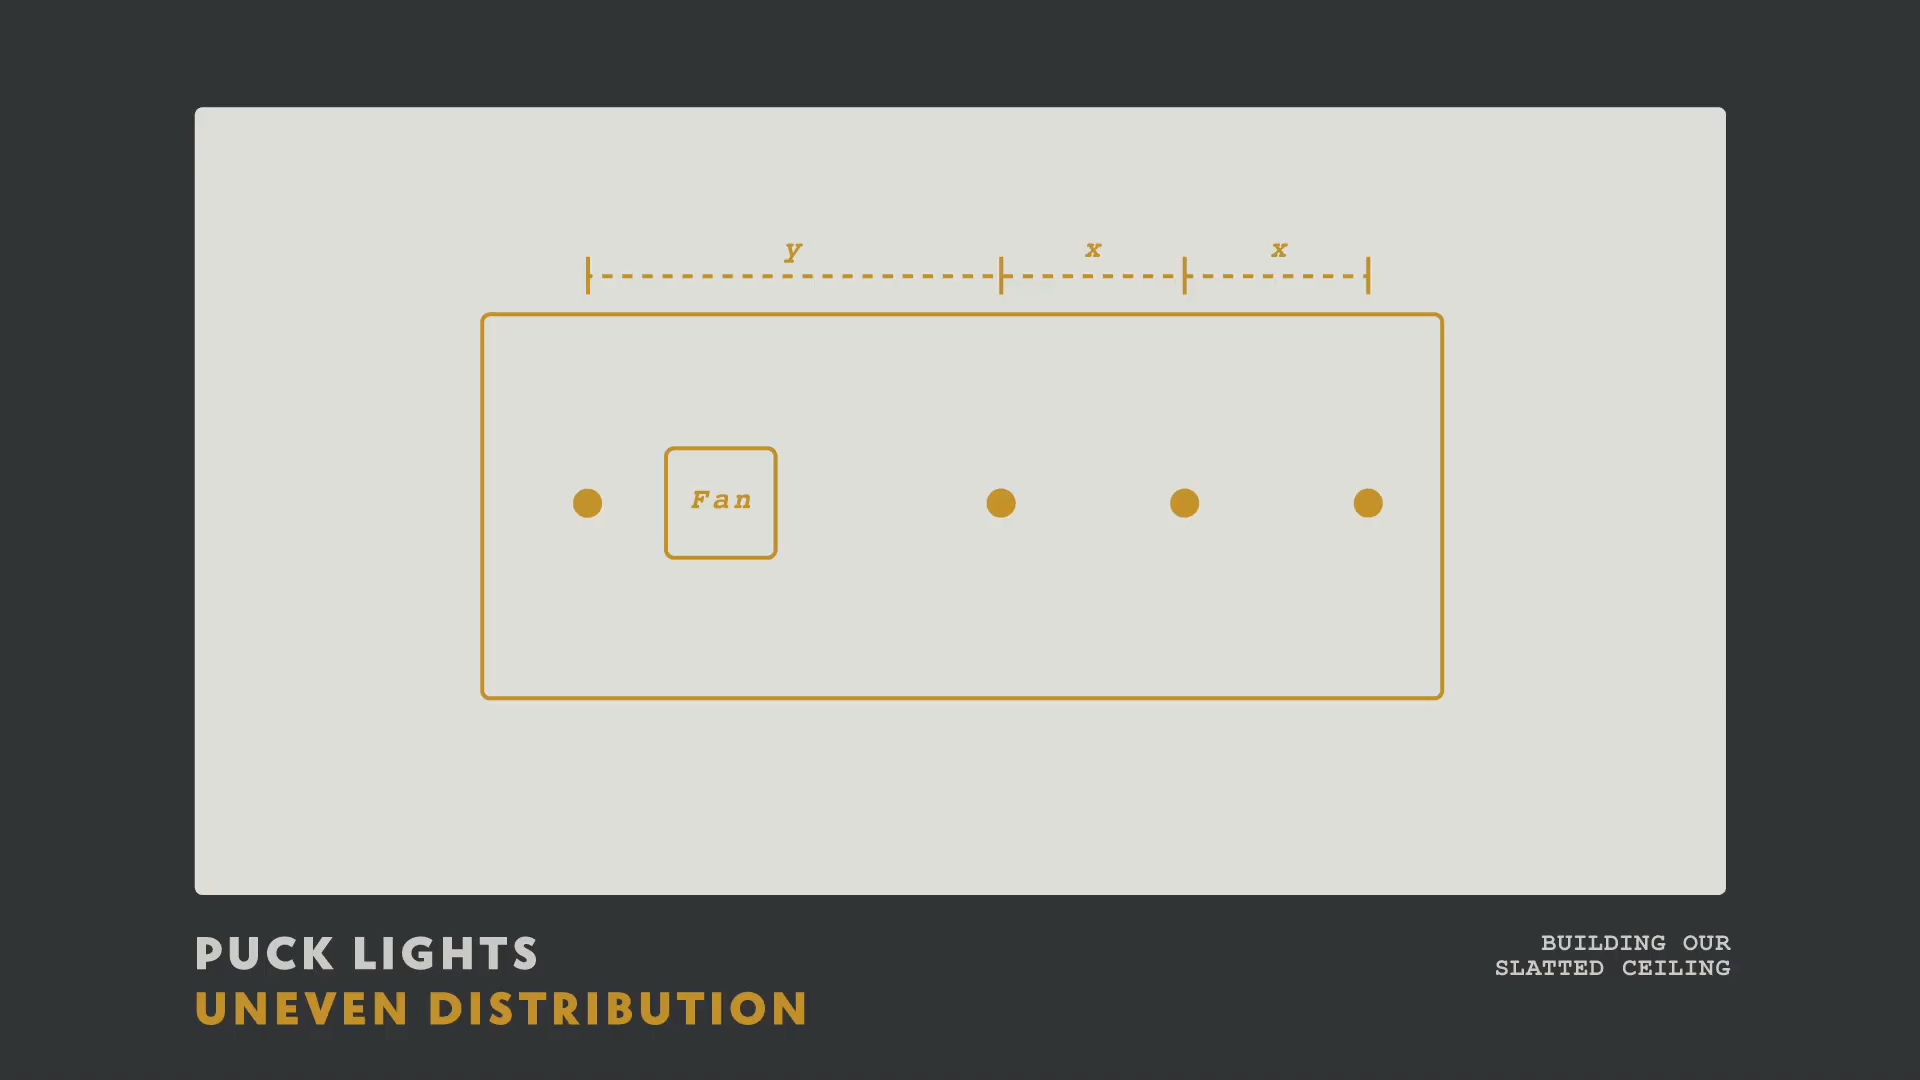 y x x
Fan
PUCK LIGHTS
UNEVEN DISTRIBUTION
BUILDING OUR
SLATTED CEILING